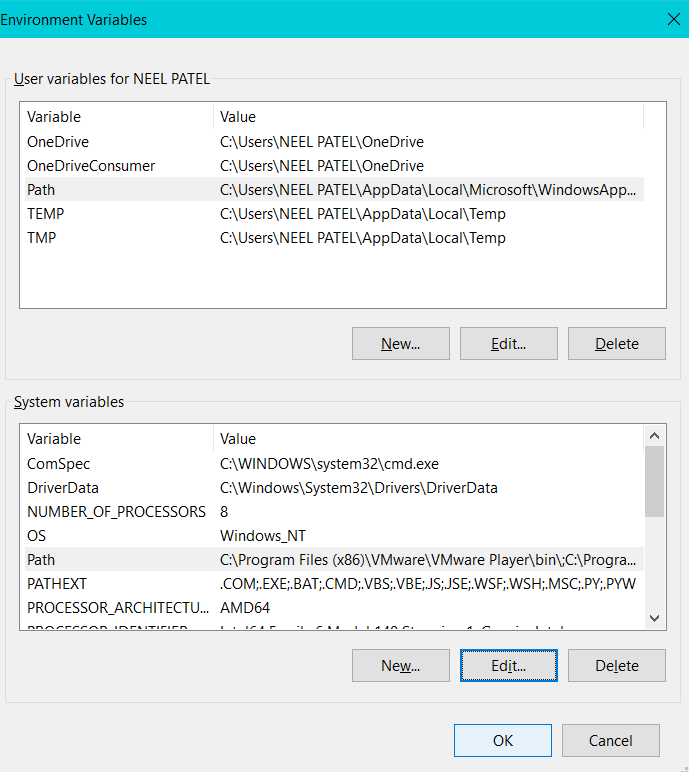 Environment Variables
User variables for NEEL PATEL
Variable Value
OneDrive C:\Users\NEEL PATEL\OneDrive
OneDriveConsumer C:\Users\NEEL PATEL\OneDrive
Path C:\Users\NEEL PATEL\AppData\Local\Microsoft\WindowsApp...
TEMP C:\Users\NEEL PATEL\AppData\Local\Temp
TMP C:\Users\NEEL PATEL\AppData\Local\Temp
New... Edit... Delete
System variables
Variable Value
ComSpec C:\WINDOWS\system32\cmd.exe
DriverData C:\Windows\System32\Drivers\DriverData
NUMBER_OF_PROCESSORS 8
OS Windows_NT
Path C:\Program Files (x86)\VMware\VMware Player\bin\;C:\Progra...
PATHEXT .COM;.EXE;.BAT;.CMD;.VBS;.VBE;.JS;.JSE;.WSF;.WSH;.MSC;.PY;.PYW
PROCESSOR_ARCHITECTU... AMD64
New... Edit... Delete
OK Cancel